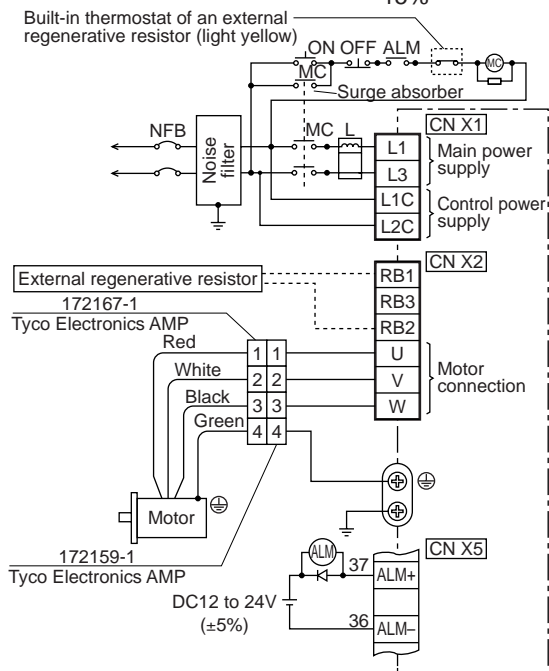 Built-in thermostat of an external
regenerative resistor (light yellow)
ON OFF ALM
MC
MC
Surge absorber
NFB
Noise
filter
MC L
CN X1
L1
L3
L1C
L2C
Main power
supply
Control power
supply
CN X2
External regenerative resistor
RB1
RB3
RB2
U
V
W
Motor
connection
172167-1
Tyco Electronics AMP
Red
White
Black
Green
1 1
2 2
3 3
4 4
Motor
172159-1
Tyco Electronics AMP
ALM
DC12 to 24V
(±5%)
37
36
CN X5
ALM+
ALM–